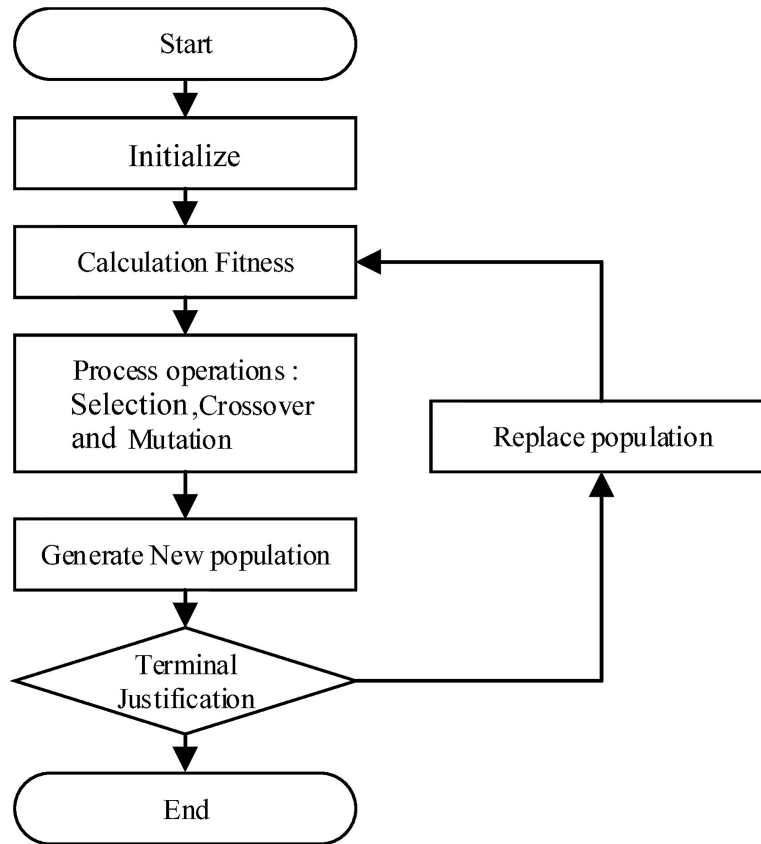 Start
Initialize
Calculation Fitness
Process operations :
Selection,Crossover
and Mutation
Replace population
Generate New population
Terminal
Justification
End